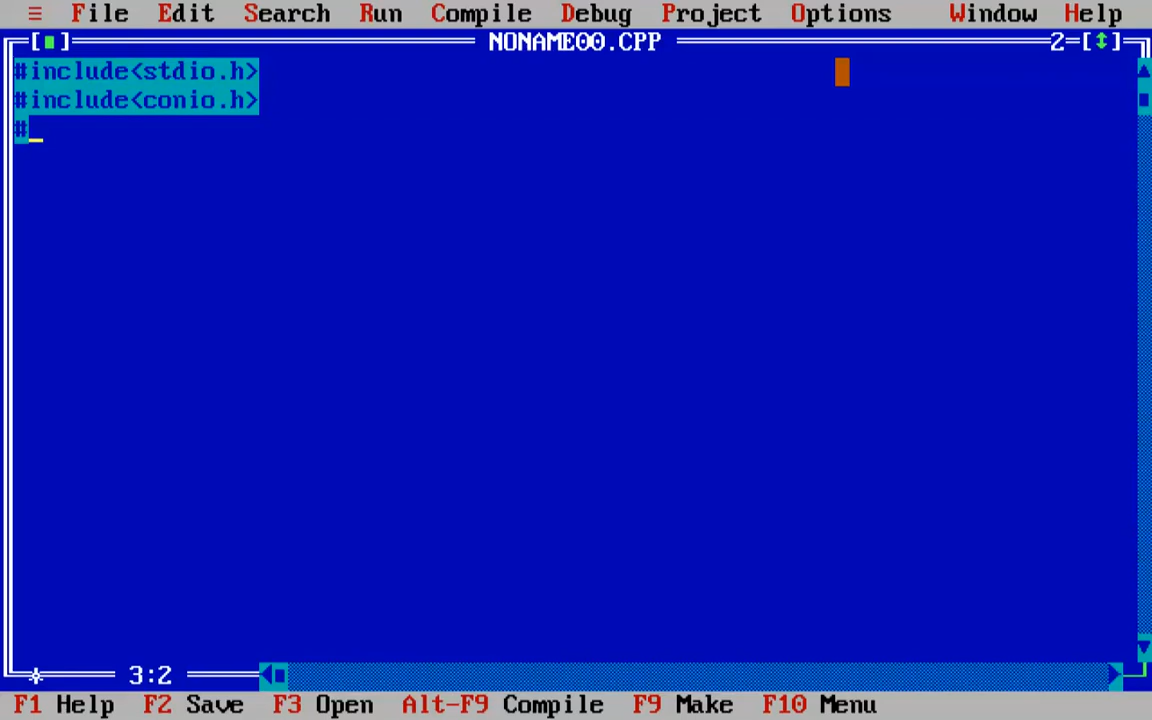 ≡ File Edit Search Run Compile Debug Project Options Window Help
[■] NONAME00.CPP 2=[↕]
#include<stdio.h>
#include<conio.h>
#_
3:2
F1 Help F2 Save F3 Open Alt-F9 Compile F9 Make F10 Menu